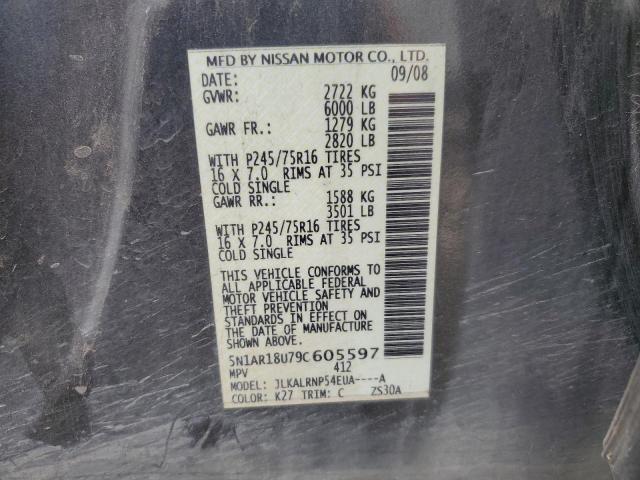 MFD BY NISSAN MOTOR CO., LTD.
DATE: 09/08
GVWR: 2722 KG
6000 LB
GAWR FR.: 1279 KG
2820 LB
WITH P245/75R16 TIRES
16 X 7.0 RIMS AT 35 PSI
COLD SINGLE
GAWR RR.: 1588 KG
3501 LB
WITH P245/75R16 TIRES
16 X 7.0 RIMS AT 35 PSI
COLD SINGLE
THIS VEHICLE CONFORMS TO
ALL APPLICABLE FEDERAL
MOTOR VEHICLE SAFETY AND
THEFT PREVENTION
STANDARDS IN EFFECT ON
THE DATE OF MANUFACTURE
SHOWN ABOVE.
5N1AR18U79C605597
MPV 412
MODEL: JLKALRNP54EUA----A
COLOR: K27 TRIM: C ZS30A